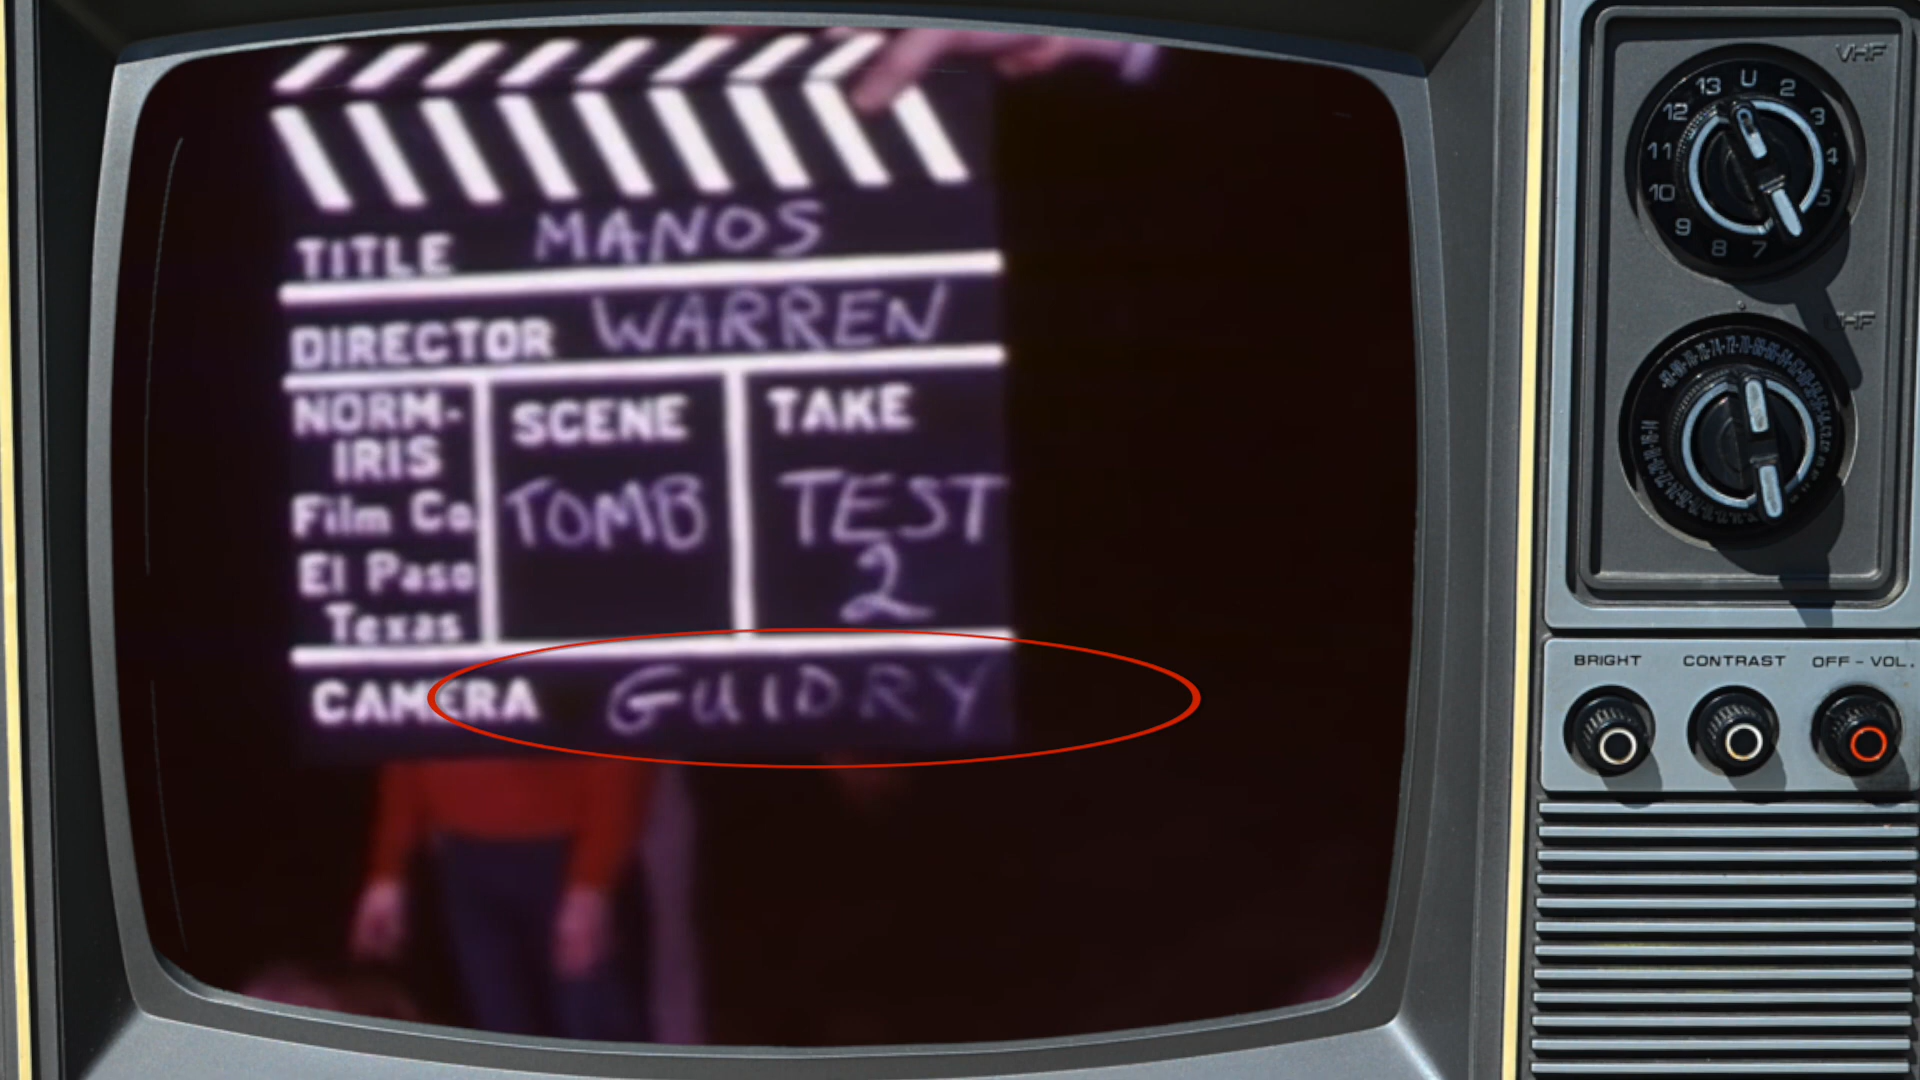 TITLE MANOS
DIRECTOR WARREN
NORM-
IRIS
Film Co.
El Paso
Texas
SCENE
TOMB
TAKE
TEST
2
CAMERA GUIDRY
VHF
U 2 3 4 5 7 8 9 10 11 12 13
UHF
BRIGHT CONTRAST OFF - VOL.